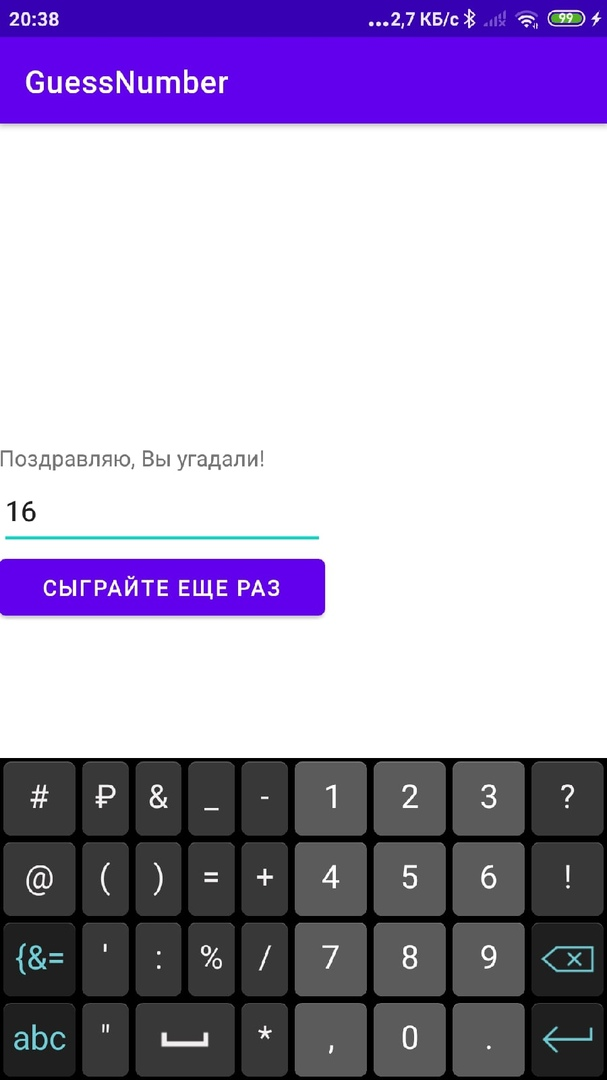 20:38 ...2,7 КБ/с 99
GuessNumber
Поздравляю, Вы угадали!
16
СЫГРАЙТЕ ЕЩЕ РАЗ
# ₽ & _ - 1 2 3 ?
@ ( ) = + 4 5 6 !
{&= ' : % / 7 8 9
abc " * , 0 .